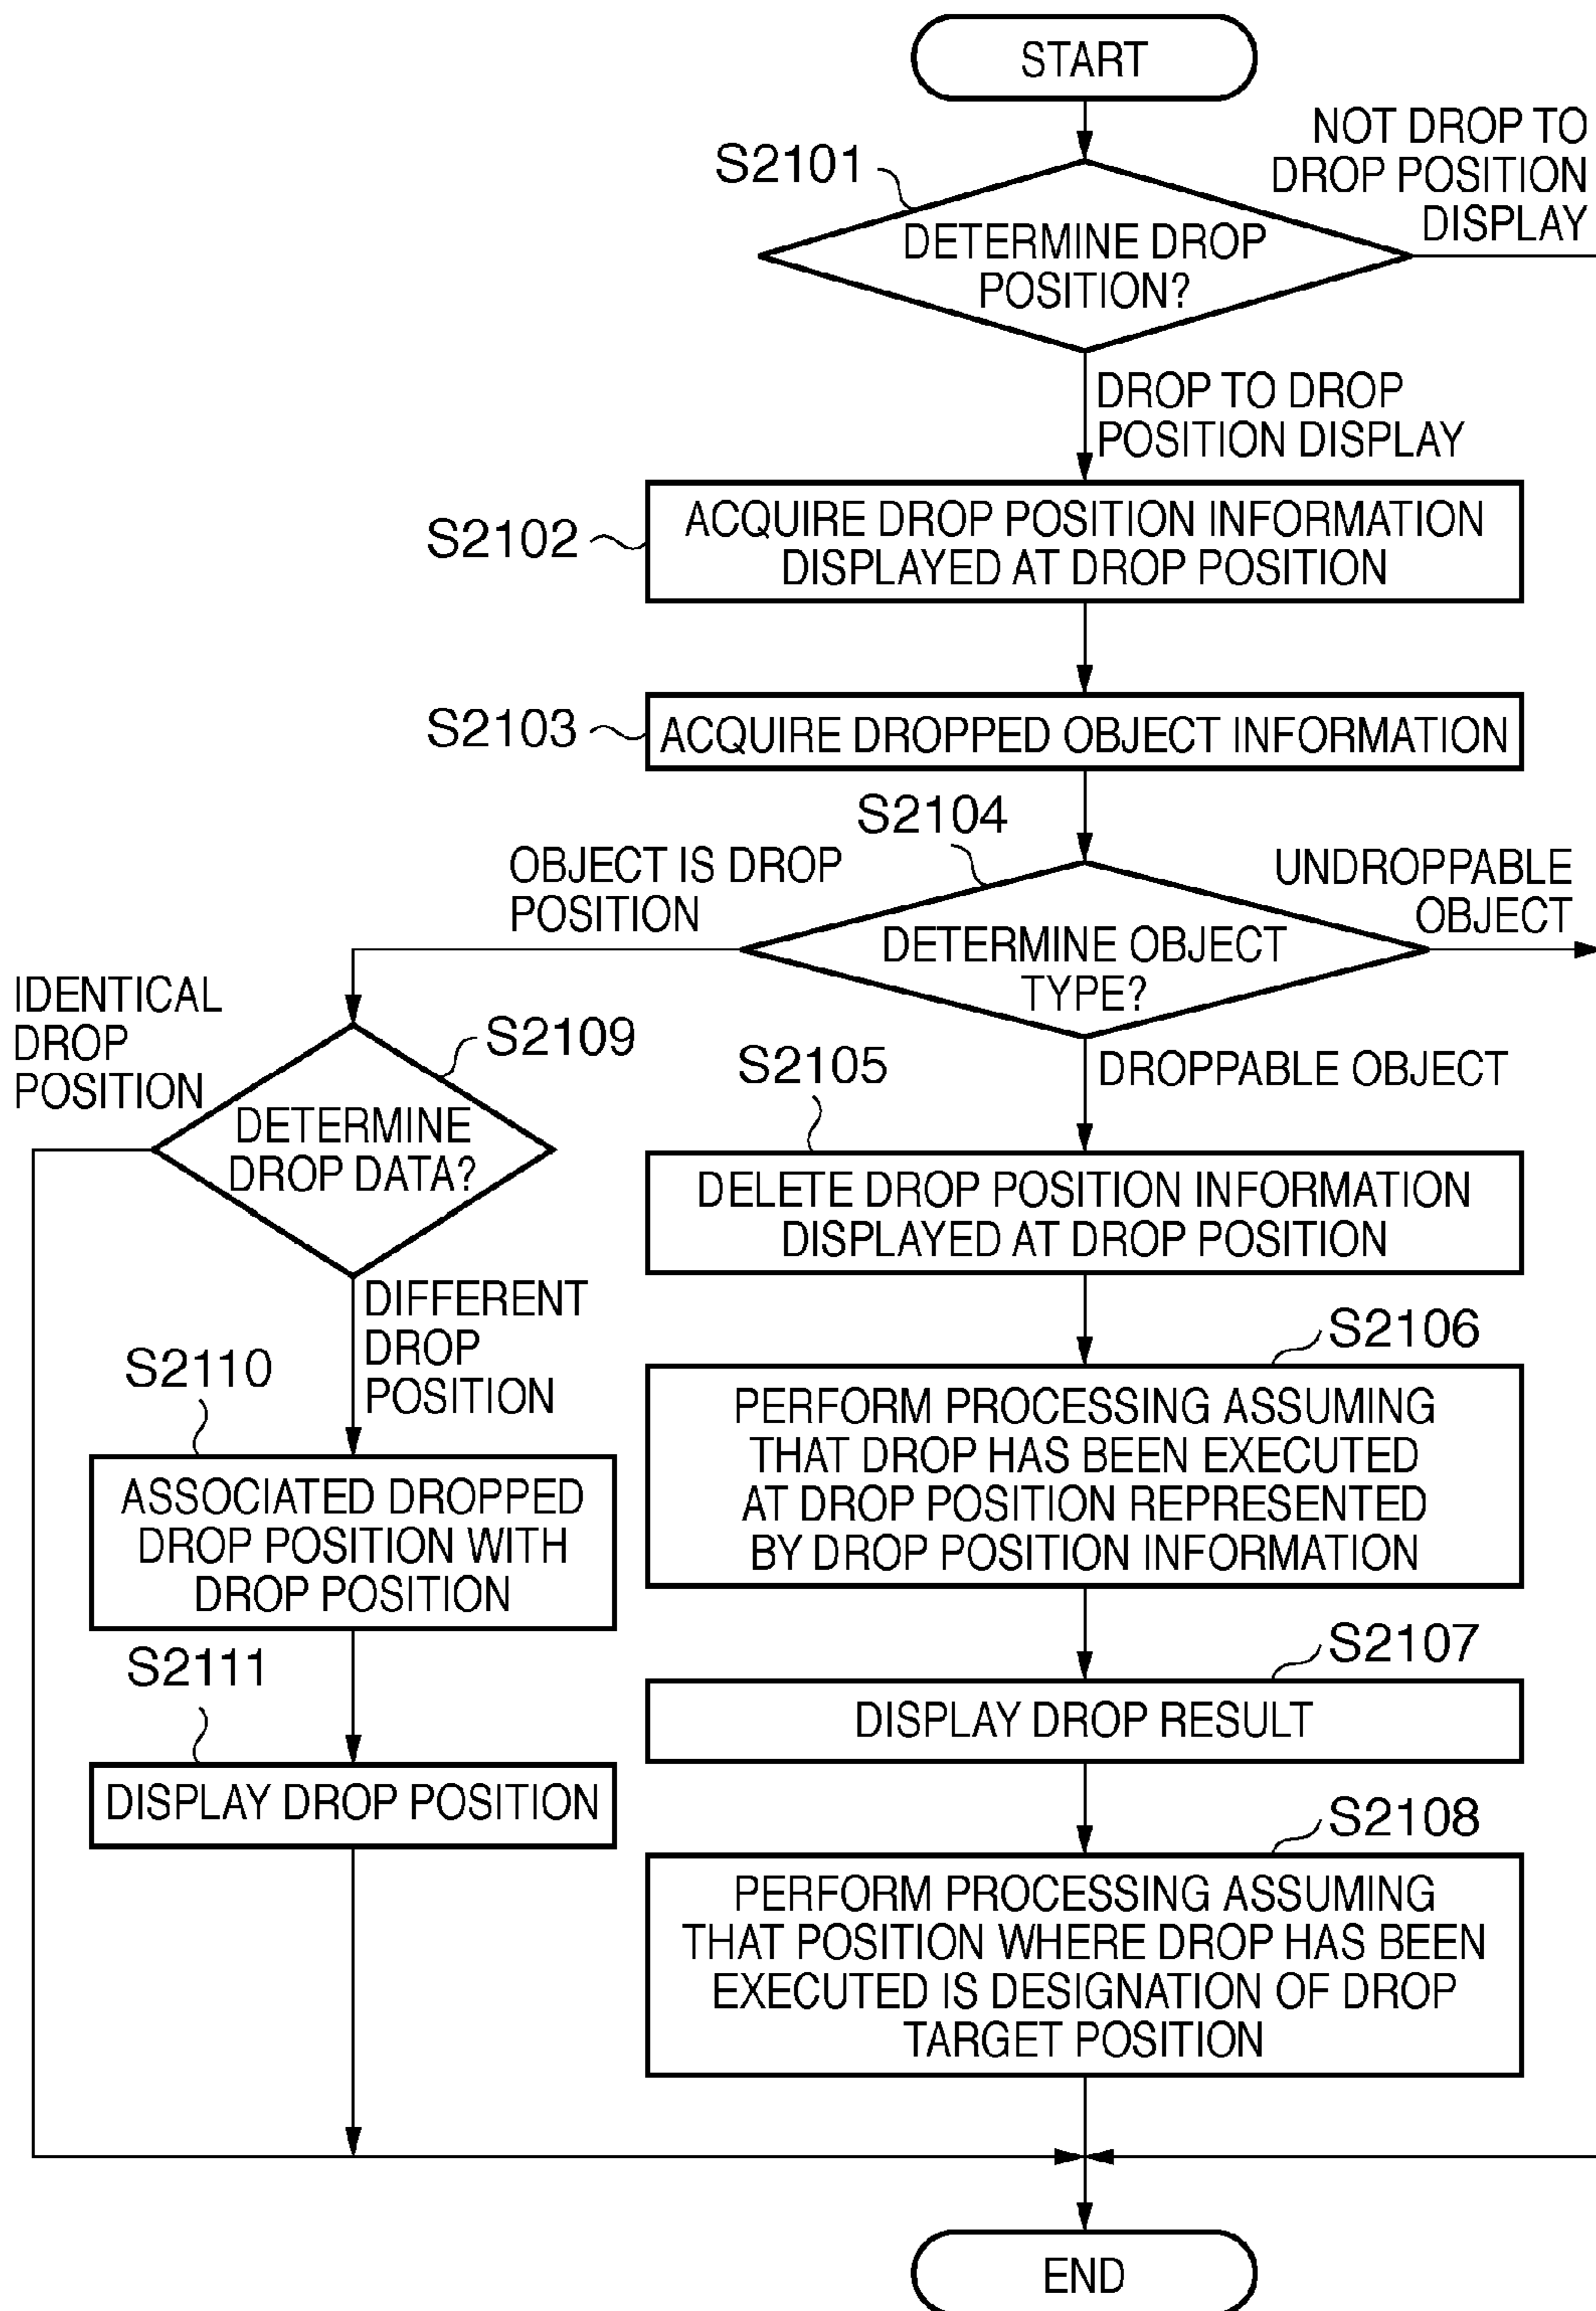 START
NOT DROP TO
DROP POSITION
DISPLAY
S2101
DETERMINE DROP
POSITION?
DROP TO DROP
POSITION DISPLAY
S2102
ACQUIRE DROP POSITION INFORMATION
DISPLAYED AT DROP POSITION
S2103
ACQUIRE DROPPED OBJECT INFORMATION
S2104
OBJECT IS DROP
POSITION
UNDROPPABLE
OBJECT
DETERMINE OBJECT
TYPE?
IDENTICAL
DROP
POSITION
S2109
DETERMINE
DROP DATA?
S2105
DROPPABLE OBJECT
DELETE DROP POSITION INFORMATION
DISPLAYED AT DROP POSITION
DIFFERENT
DROP
POSITION
S2106
PERFORM PROCESSING ASSUMING
THAT DROP HAS BEEN EXECUTED
AT DROP POSITION REPRESENTED
BY DROP POSITION INFORMATION
S2110
ASSOCIATED DROPPED
DROP POSITION WITH
DROP POSITION
S2107
DISPLAY DROP RESULT
S2111
DISPLAY DROP POSITION
S2108
PERFORM PROCESSING ASSUMING
THAT POSITION WHERE DROP HAS BEEN
EXECUTED IS DESIGNATION OF DROP
TARGET POSITION
END